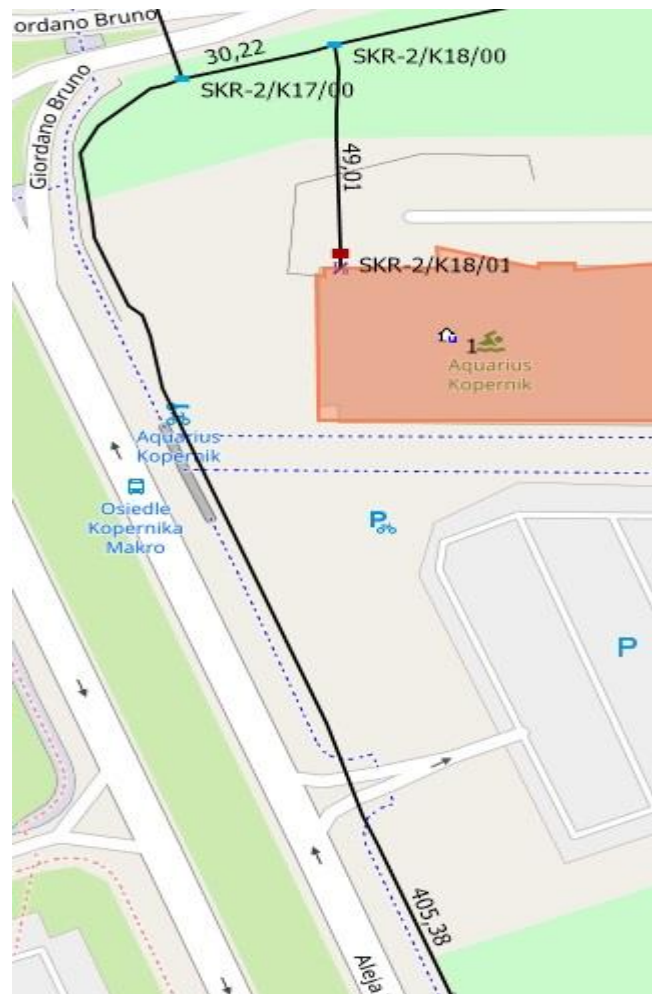 ordano Bruno
30,22
SKR-2/K18/00
SKR-2/K17/00
Giordano Bruno
49,01
SKR-2/K18/01
1
Aquarius
Kopernik
Aquarius
Kopernik
Osiedle
Kopernika
Makro
P
P
405,38
Aleja